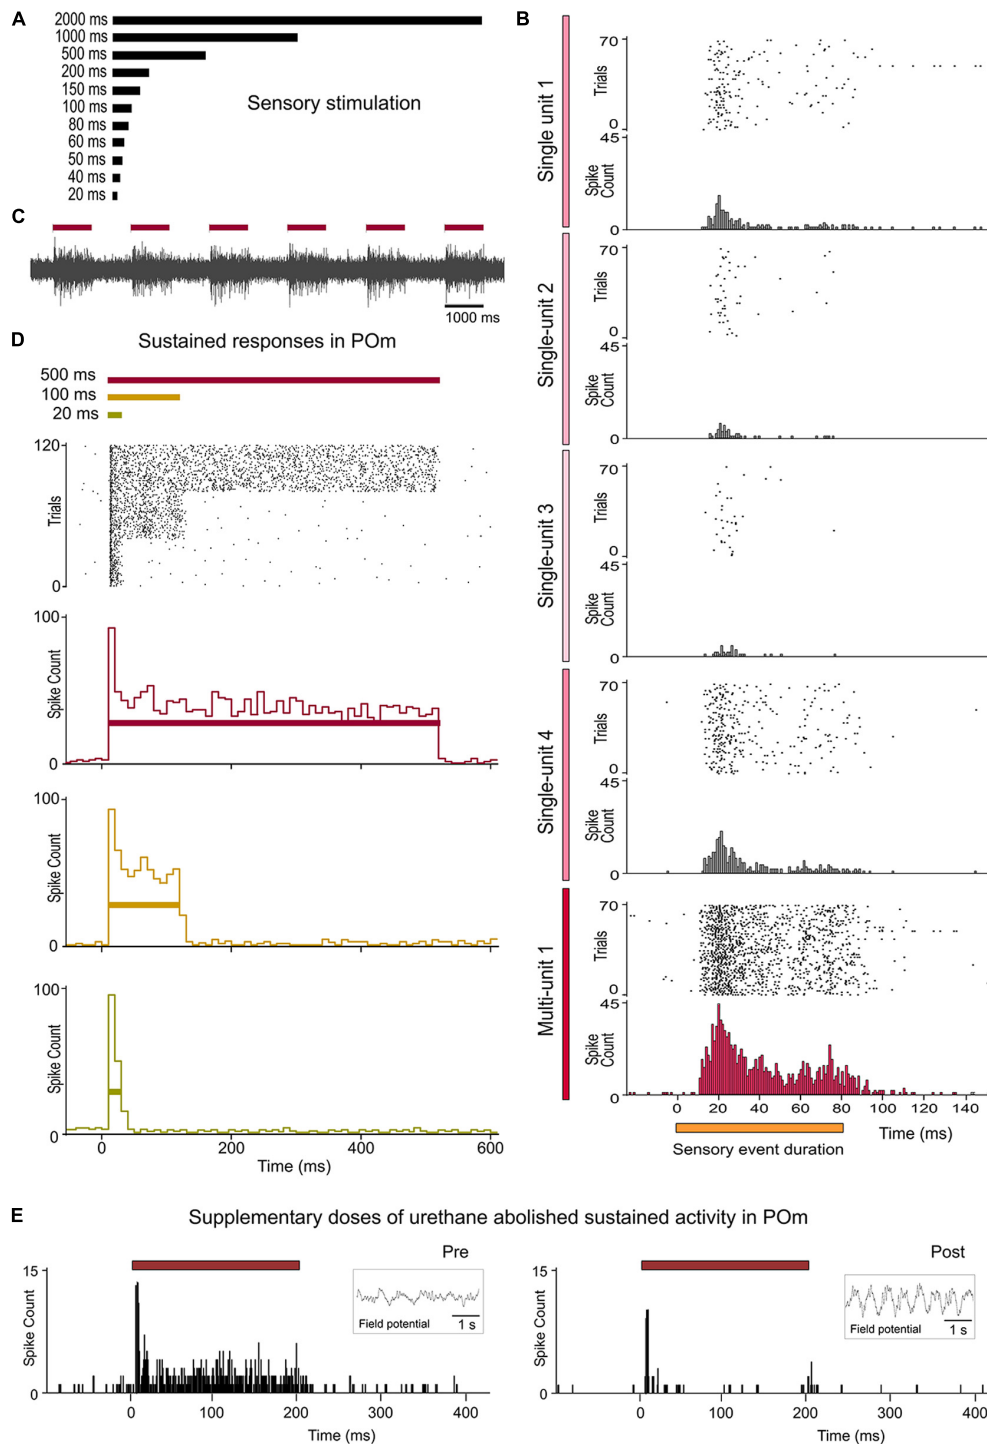 A
2000 ms
1000 ms
500 ms
200 ms
150 ms
100 ms
80 ms
60 ms
50 ms
40 ms
20 ms
Sensory stimulation
C
1000 ms
D
Sustained responses in POm
500 ms
100 ms
20 ms
120
Trials
0
100
Spike Count
0
100
Spike Count
0
100
Spike Count
0
0
200
400
600
Time (ms)
B
Single unit 1
70
Trials
0
45
Spike
Count
0
Single-unit 2
70
Trials
0
45
Spike
Count
0
Single-unit 3
70
Trials
0
45
Spike
Count
0
Single-unit 4
70
Trials
0
45
Spike
Count
0
Multi-unit 1
70
Trials
0
45
Spike
Count
0
0
20
40
60
80
100
120
140
Time (ms)
Sensory event duration
E
Supplementary doses of urethane abolished sustained activity in POm
Pre
15
Spike Count
0
Field potential
1 s
0
100
200
300
400
Time (ms)
Post
15
Spike Count
0
Field potential
1 s
0
100
200
300
400
Time (ms)